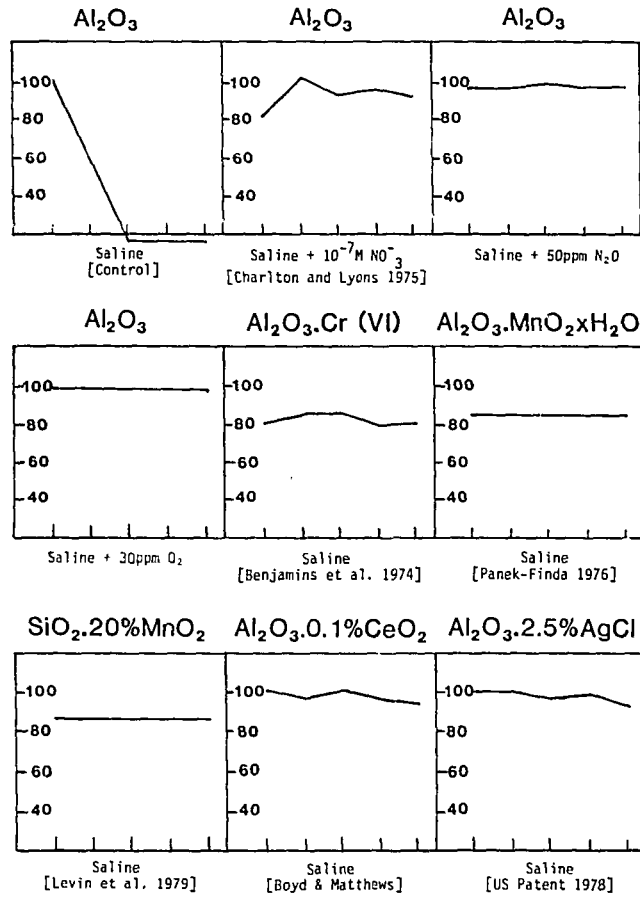 Al₂O₃ Al₂O₃ Al₂O₃
100 100 100
80 80 80
60 60 60
40 40 40
Saline Saline + 10⁻⁷M NO⁻₃ Saline + 50ppm N₂O
[Control] [Charlton and Lyons 1975]
Al₂O₃ Al₂O₃.Cr (VI) Al₂O₃.MnO₂xH₂O
100 100 100
80 80 80
60 60 60
40 40 40
Saline + 30ppm O₂ Saline Saline
[Benjamins et al. 1974] [Panek-Finda 1976]
SiO₂.20%MnO₂ Al₂O₃.0.1%CeO₂ Al₂O₃.2.5%AgCl
100 100 100
80 80 80
60 60 60
40 40 40
Saline Saline Saline
[Levin et al. 1979] [Boyd & Matthews] [US Patent 1978]